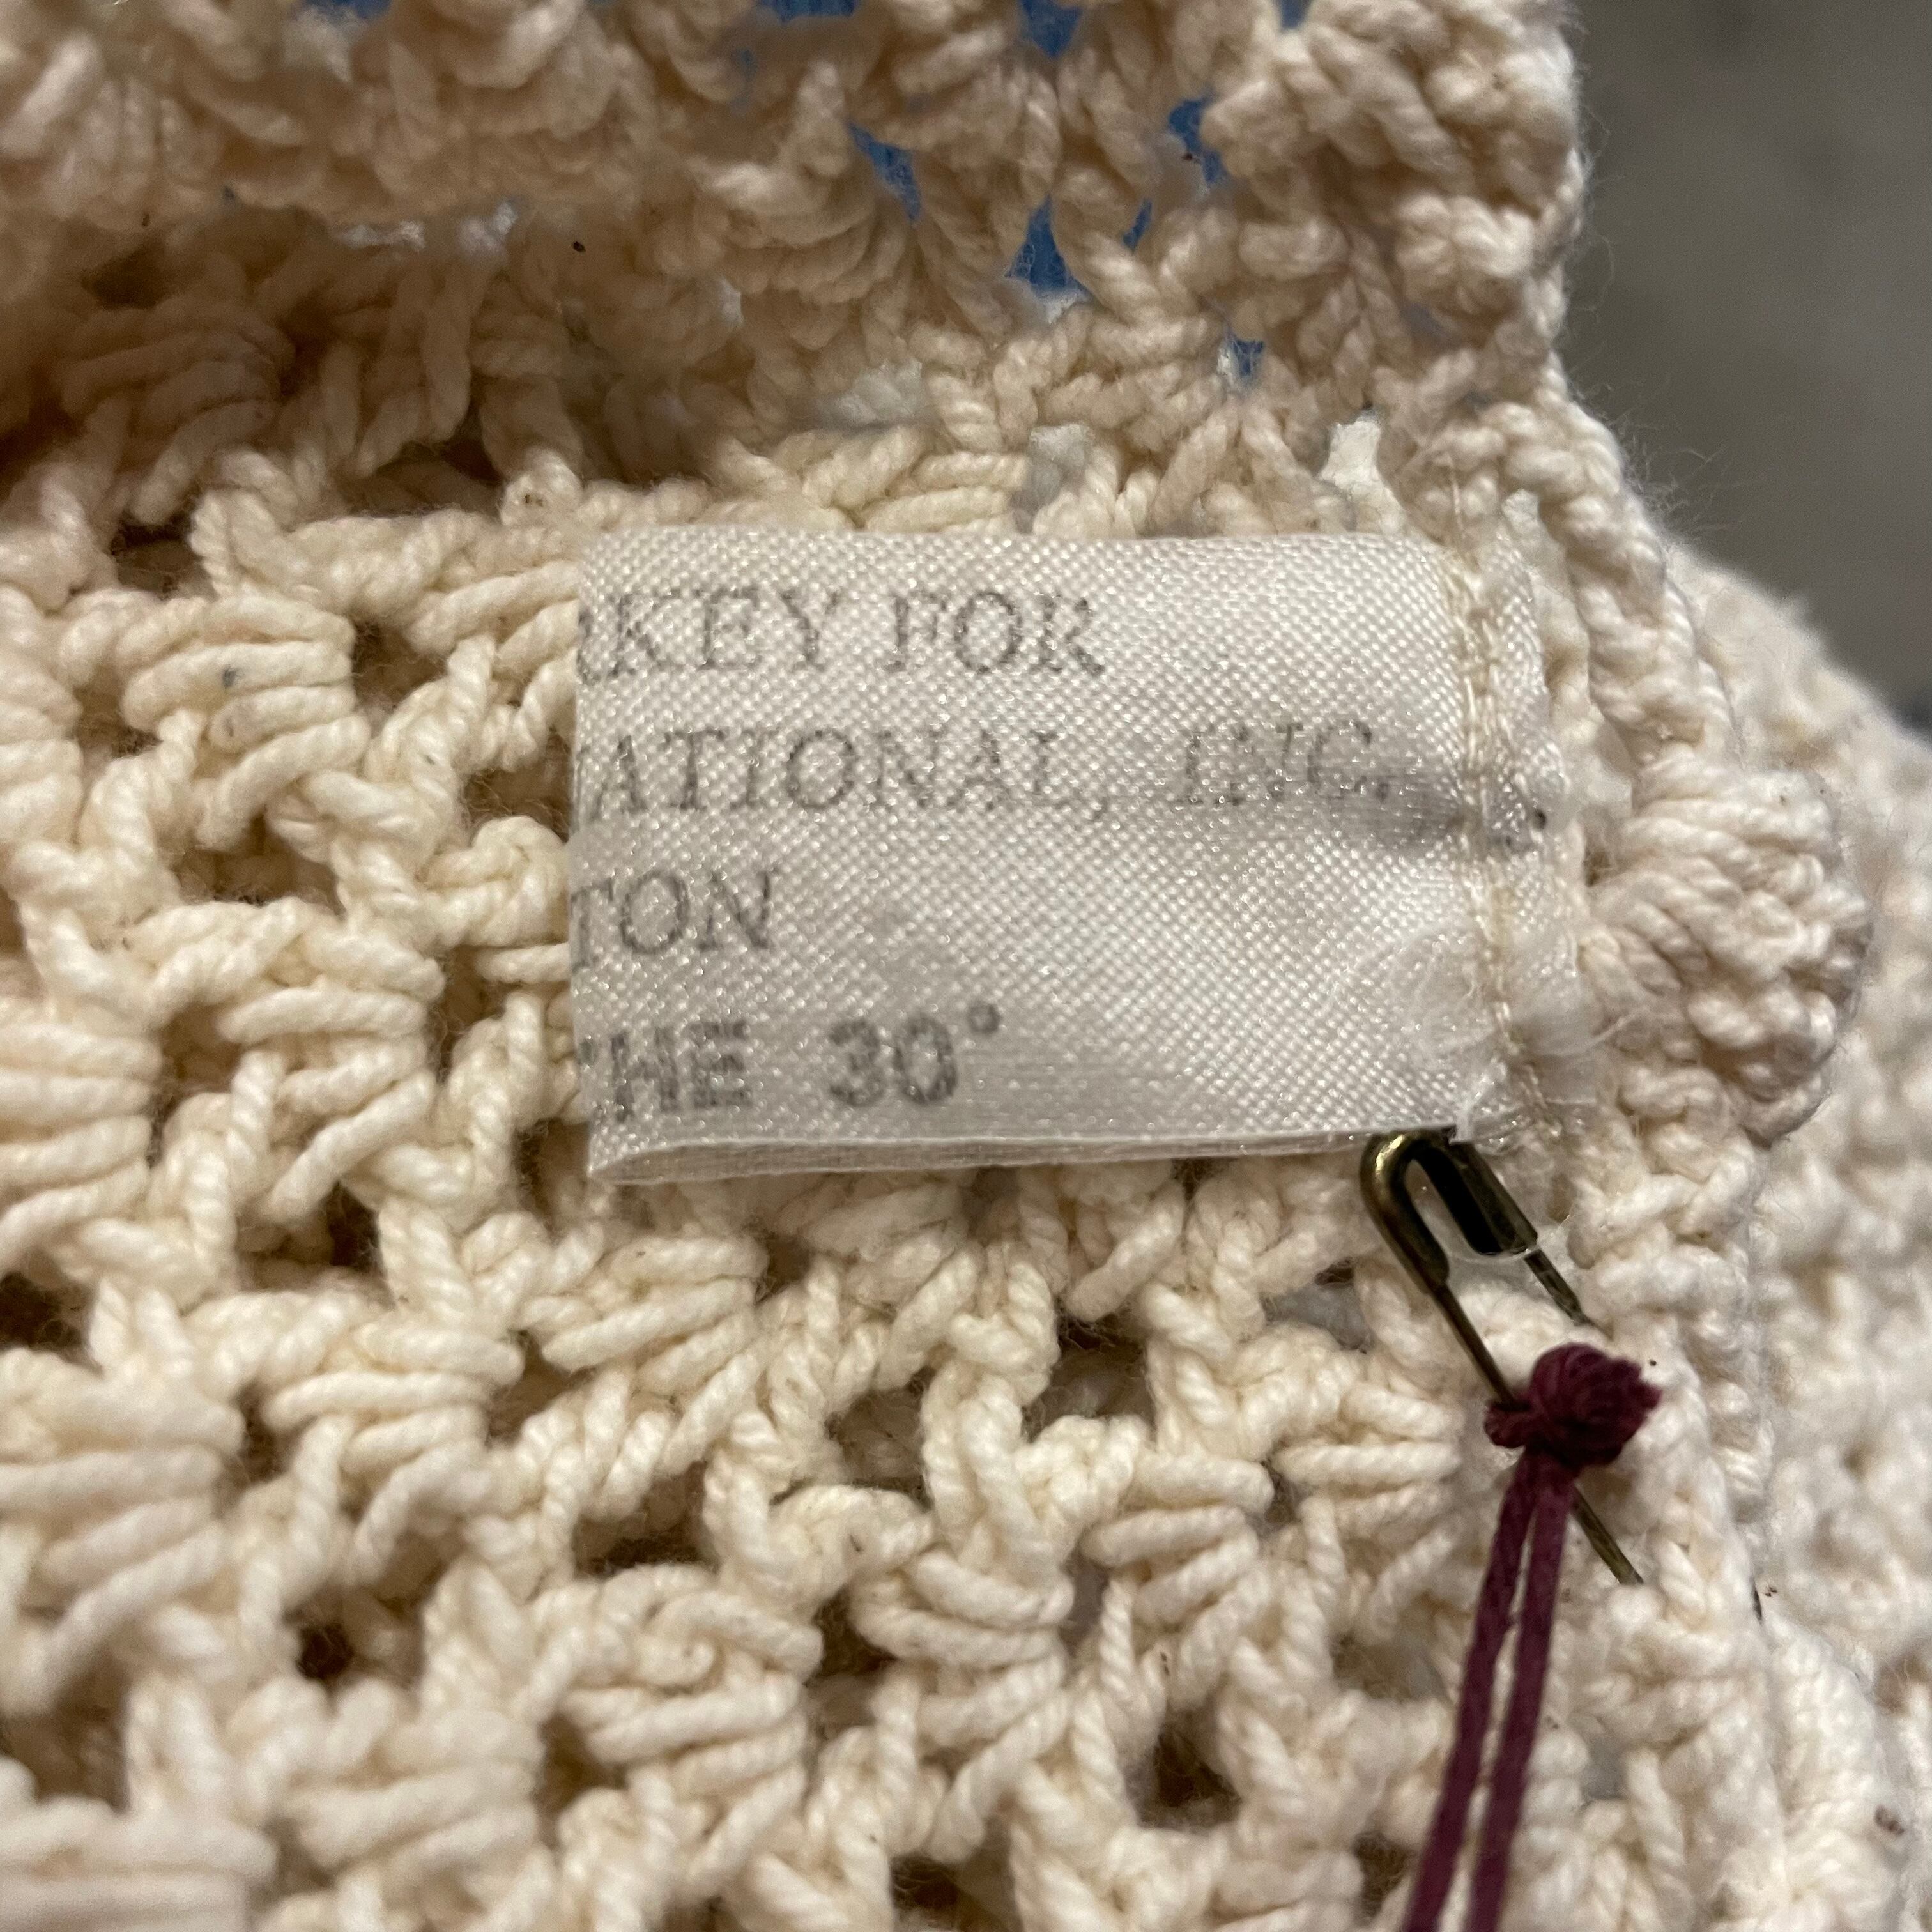 KEY FOR
ATIONAL, INC.
TON
HE 30°